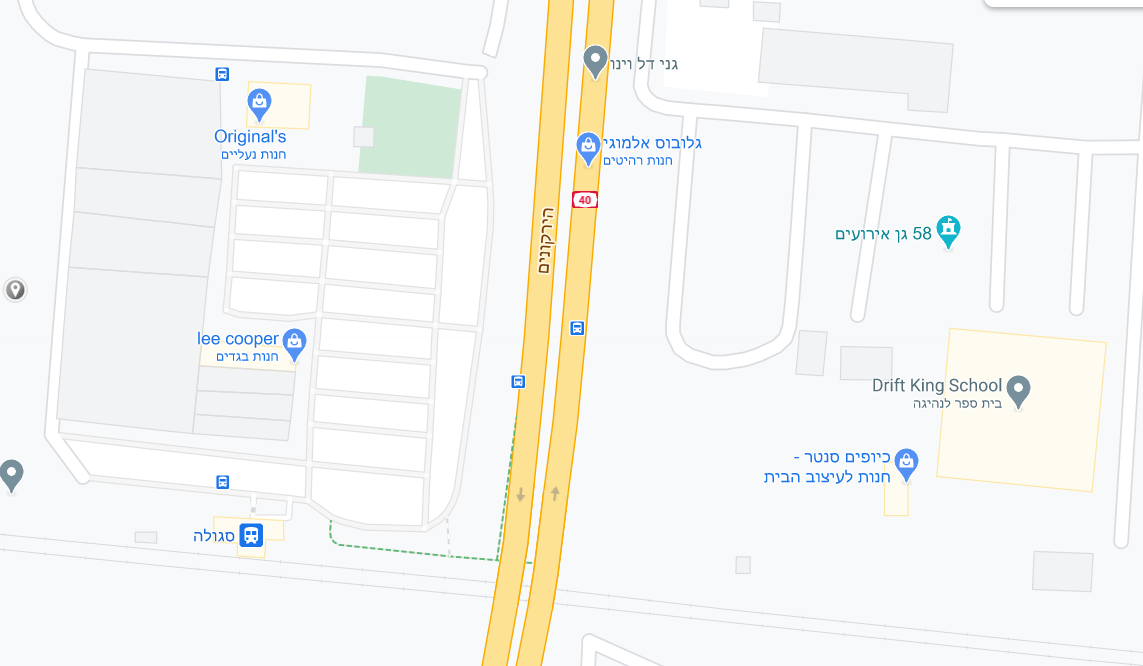 גני דל וינו
Original's
חנות נעליים
גלובוס אלמוגי
חנות רהיטים
40
הירקונים
58 גן אירועים
lee cooper
חנות בגדים
Drift King School
בית ספר לנהיגה
כיופים סנטר -
חנות לעיצוב הבית
סגולה